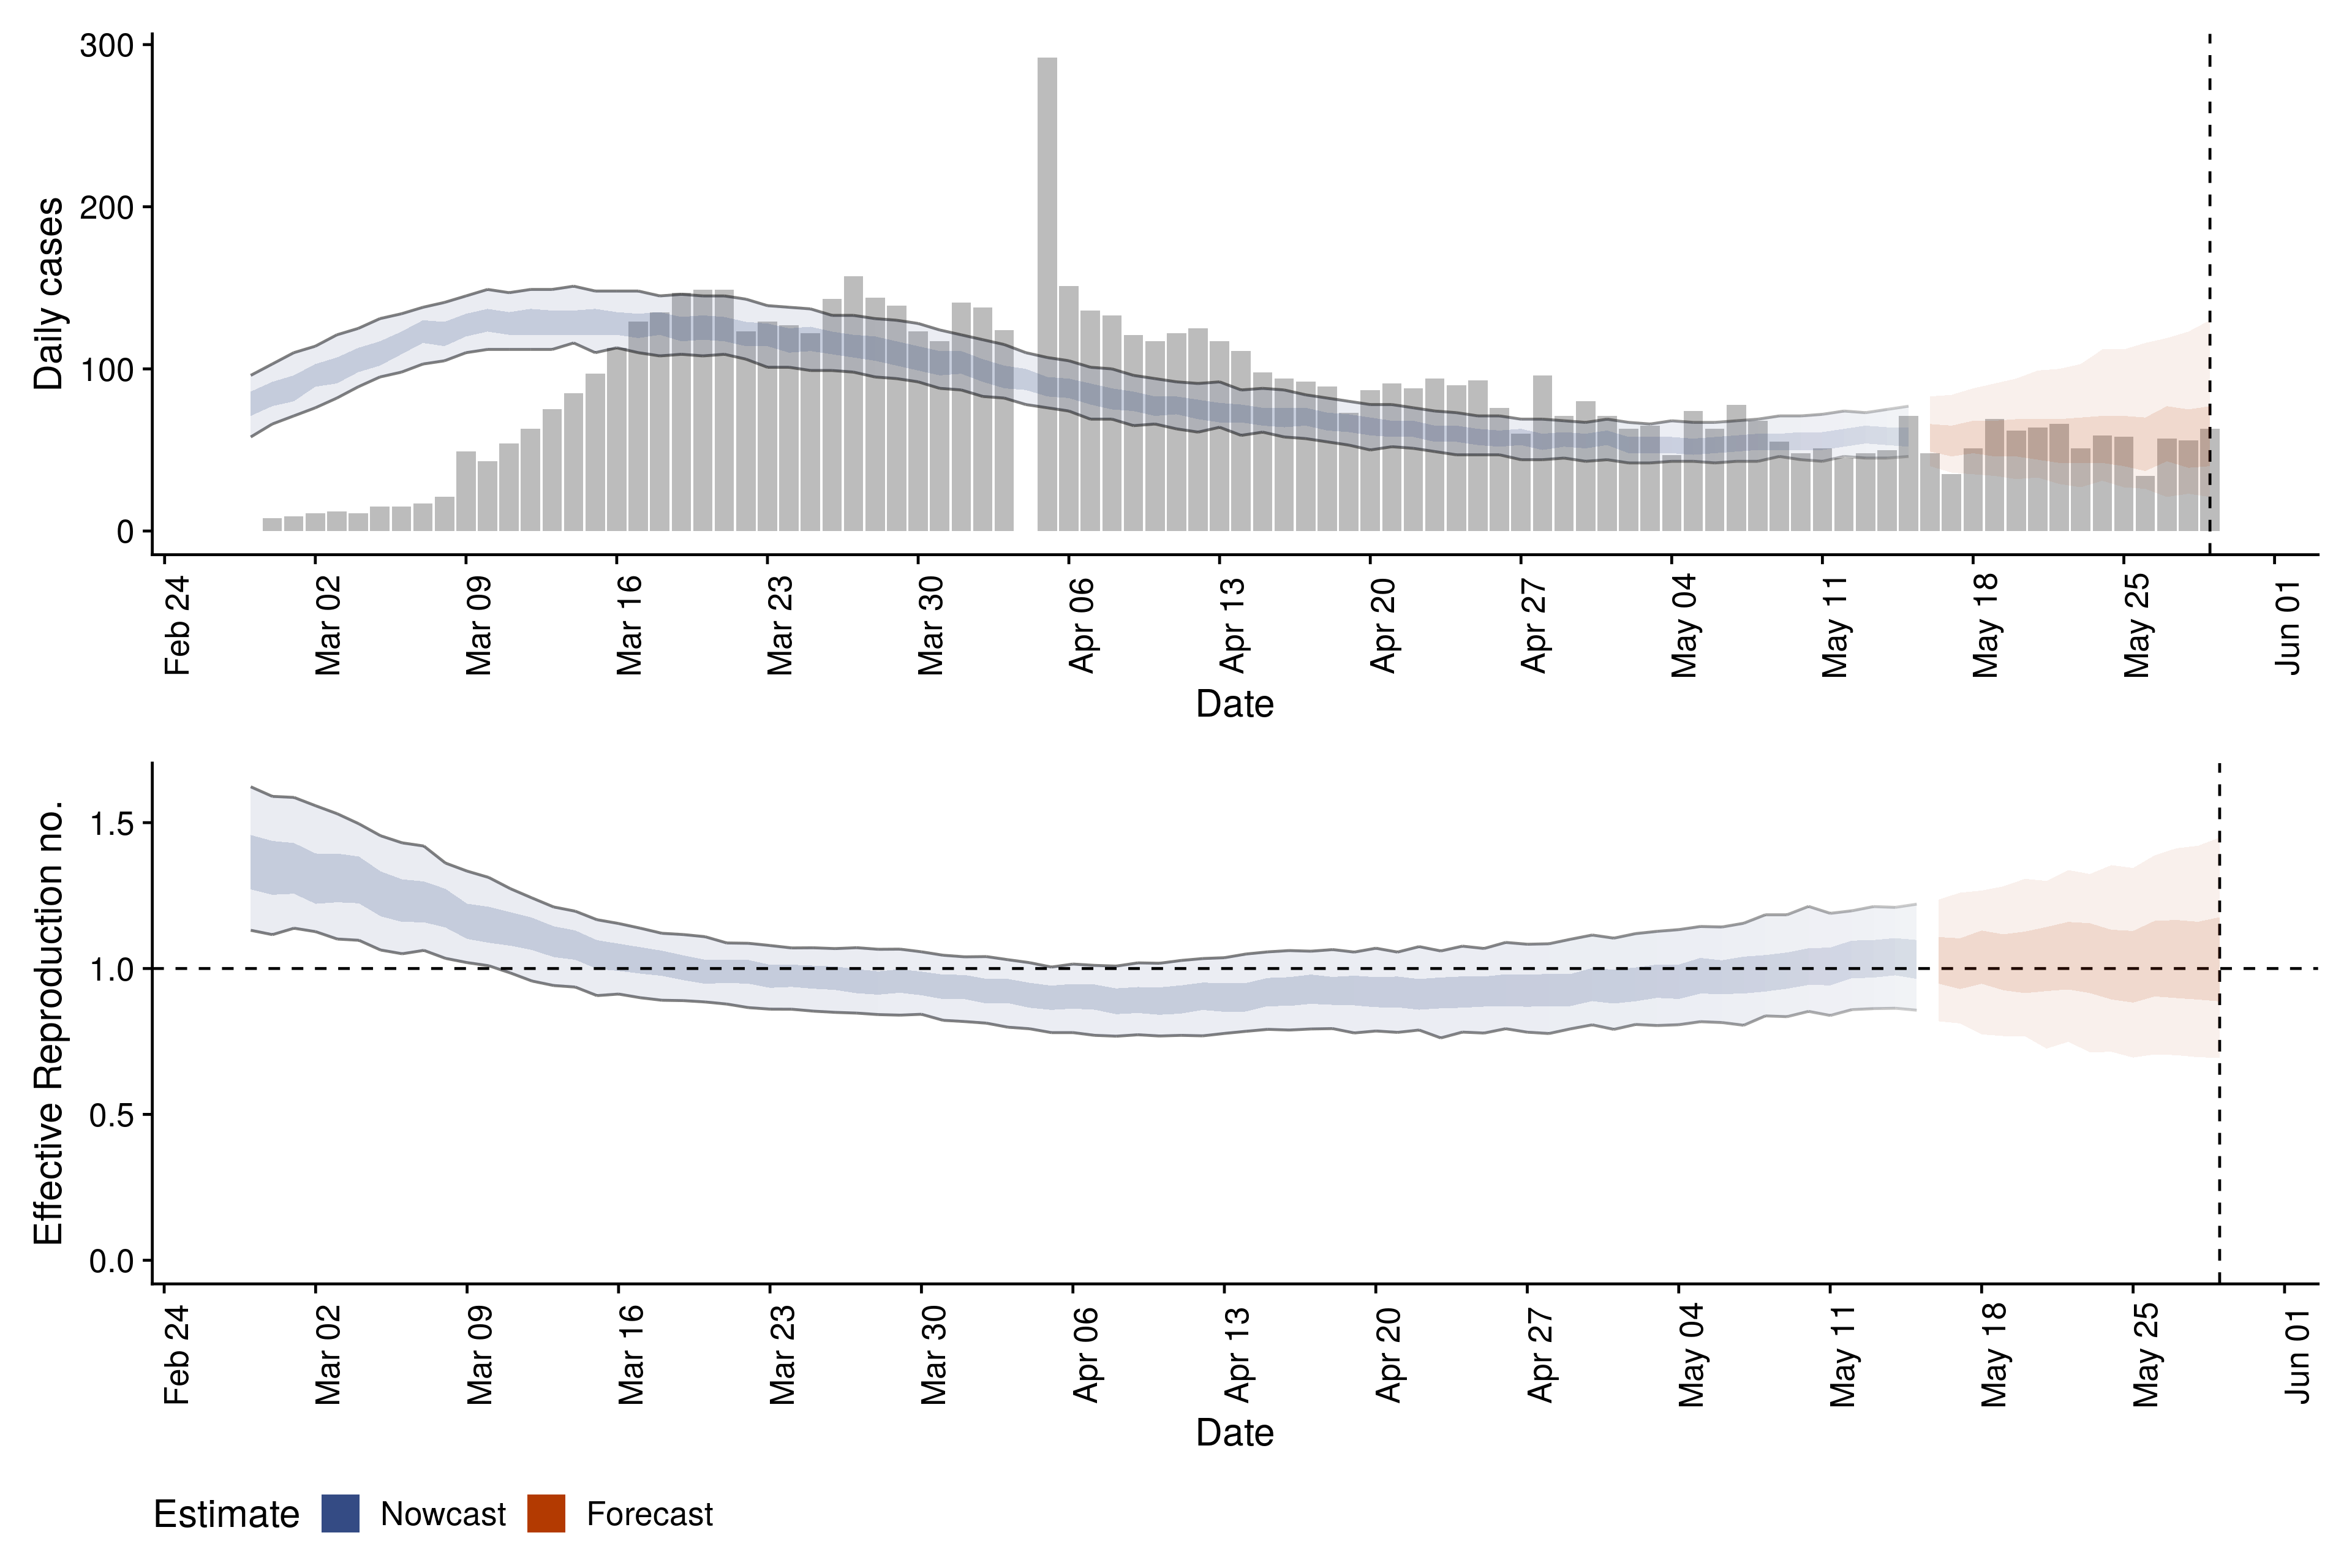 300
200
100
0
Daily cases
Feb 24
Mar 02
Mar 09
Mar 16
Mar 23
Mar 30
Apr 06
Apr 13
Apr 20
Apr 27
May 04
May 11
May 18
May 25
Jun 01
Date
1.5
1.0
0.5
0.0
Effective Reproduction no.
Feb 24
Mar 02
Mar 09
Mar 16
Mar 23
Mar 30
Apr 06
Apr 13
Apr 20
Apr 27
May 04
May 11
May 18
May 25
Jun 01
Date
Estimate Nowcast Forecast